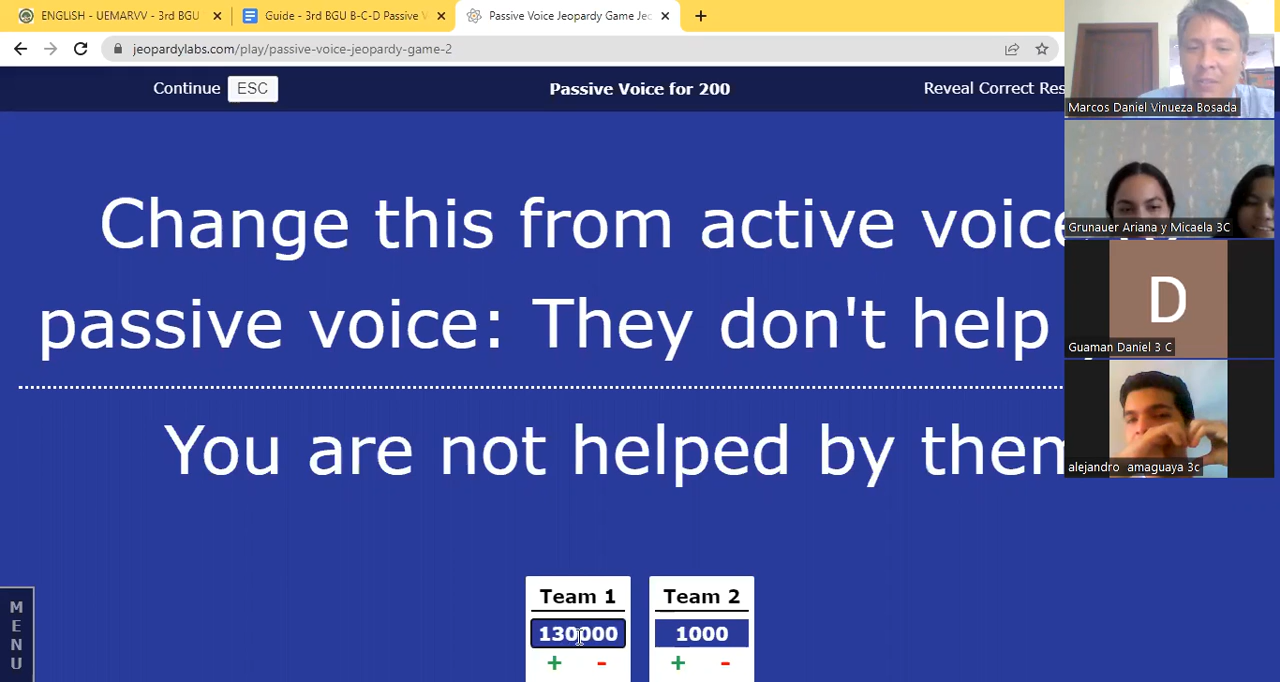 ENGLISH - UEMARVV - 3rd BGU
Guide - 3rd BGU B-C-D Passive V
Passive Voice Jeopardy Game Jeo
jeopardylabs.com/play/passive-voice-jeopardy-game-2
Continue ESC
Passive Voice for 200
Reveal Correct Res
Marcos Daniel Vinueza Bosada
Change this from active voice
Grunauer Ariana y Micaela 3C
passive voice: They don't help
D
Guaman Daniel 3 C
You are not helped by them
alejandro amaguaya 3c
MENU
Team 1
130000
+ -
Team 2
1000
+ -